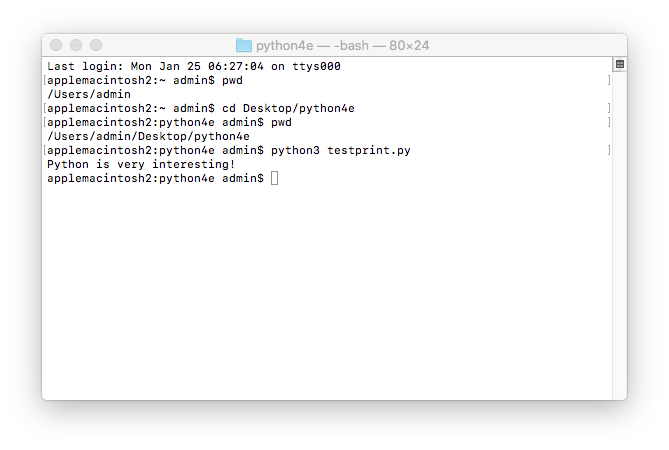 python4e — -bash — 80×24
Last login: Mon Jan 25 06:27:04 on ttys000
[applemacintosh2:~ admin$ pwd ]
/Users/admin
[applemacintosh2:~ admin$ cd Desktop/python4e ]
[applemacintosh2:python4e admin$ pwd ]
/Users/admin/Desktop/python4e
[applemacintosh2:python4e admin$ python3 testprint.py ]
Python is very interesting!
applemacintosh2:python4e admin$